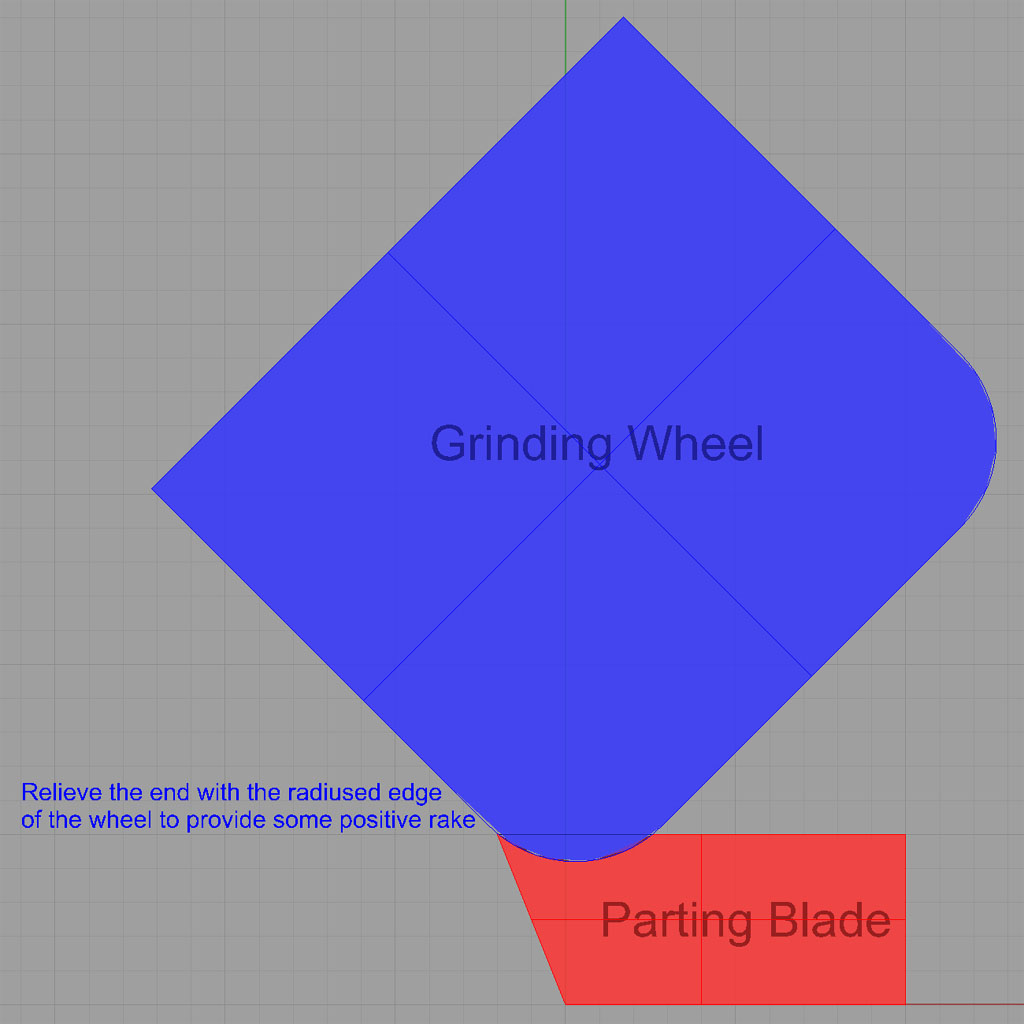 Grinding Wheel
Relieve the end with the radiused edge
of the wheel to provide some positive rake
Parting Blade